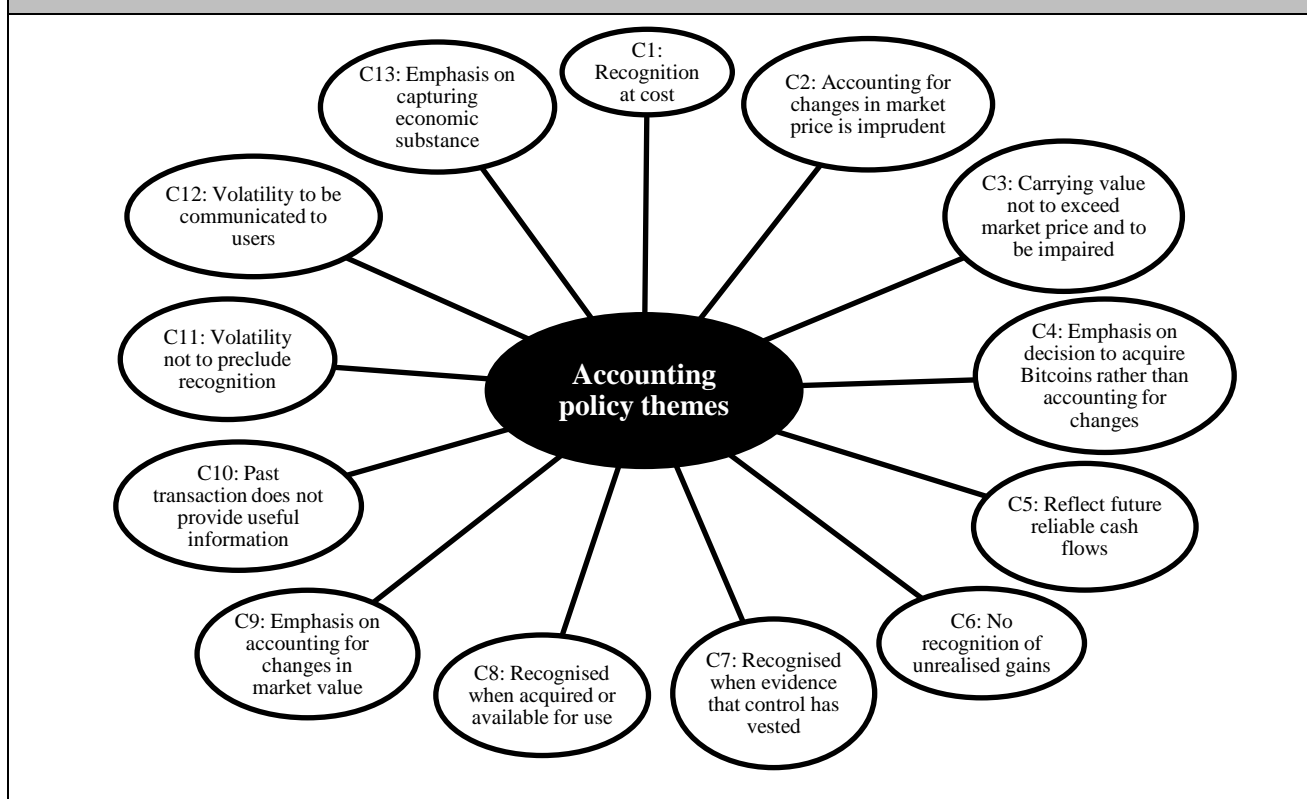 C1:
Recognition
at cost
C2: Accounting for
changes in market
price is imprudent
C3: Carrying value
not to exceed
market price and to
be impaired
C4: Emphasis on
decision to acquire
Bitcoins rather than
accounting for
changes
C5: Reflect future
reliable cash
flows
C6: No
recognition of
unrealised gains
C7: Recognised
when evidence
that control has
vested
C8: Recognised
when acquired or
available for use
C9: Emphasis on
accounting for
changes in
market value
C10: Past
transaction does not
provide useful
information
C11: Volatility
not to preclude
recognition
C12: Volatility to be
communicated to
users
C13: Emphasis on
capturing
economic
substance
Accounting
policy themes